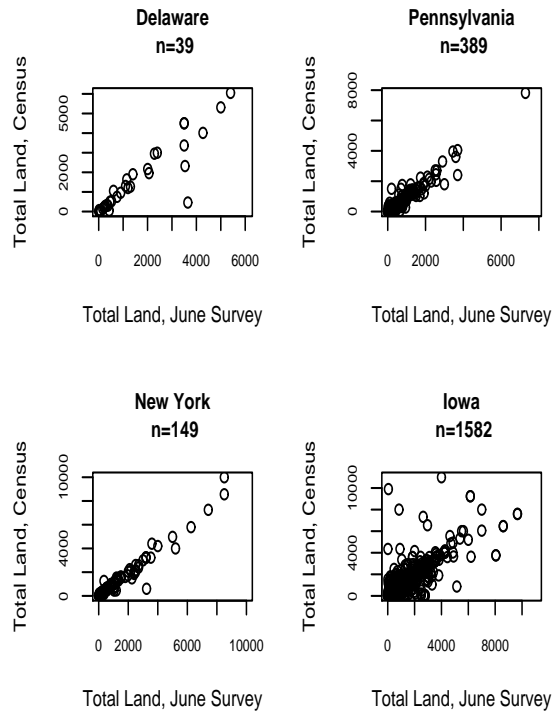 Delaware
n=39
Total Land, Census
0 2000 5000
0 2000 4000 6000
Total Land, June Survey
Pennsylvania
n=389
Total Land, Census
0 4000 8000
0 2000 6000
Total Land, June Survey
New York
n=149
Total Land, Census
0 4000 10000
0 2000 6000 10000
Total Land, June Survey
Iowa
n=1582
Total Land, Census
0 4000 10000
0 4000 8000
Total Land, June Survey